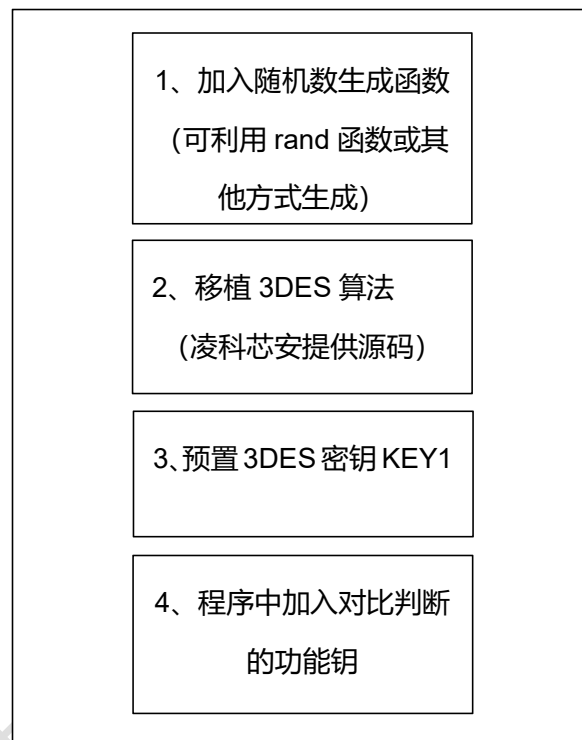 1、加入随机数生成函数
（可利用 rand 函数或其
他方式生成）
2、移植 3DES 算法
（凌科芯安提供源码）
3、预置 3DES 密钥 KEY1
4、程序中加入对比判断
的功能钥